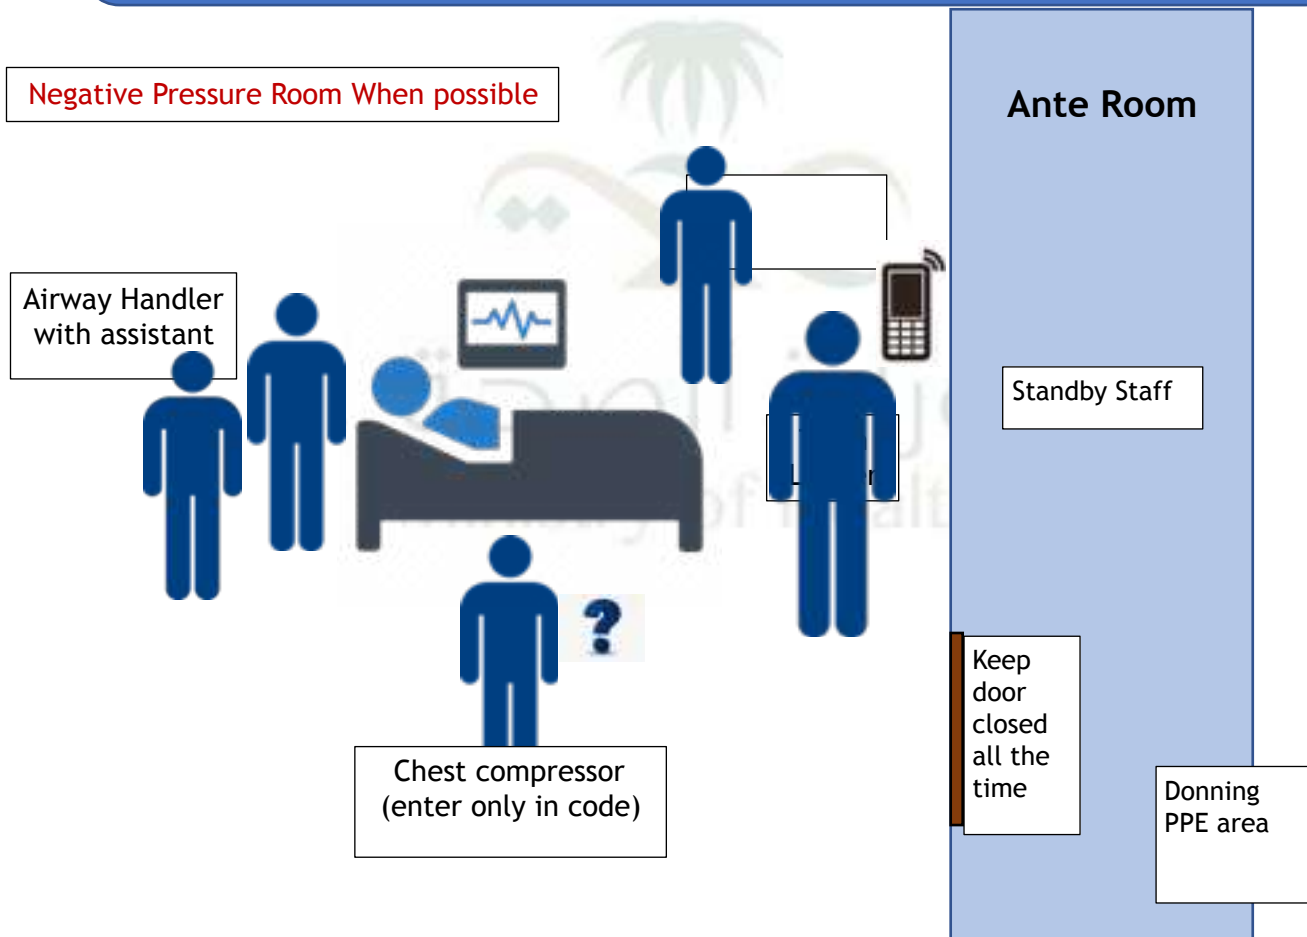 Negative Pressure Room When possible
Ante Room
Airway Handler
with assistant
Standby Staff
Keep
door
closed
all the
time
Chest compressor
(enter only in code)
Donning
PPE area